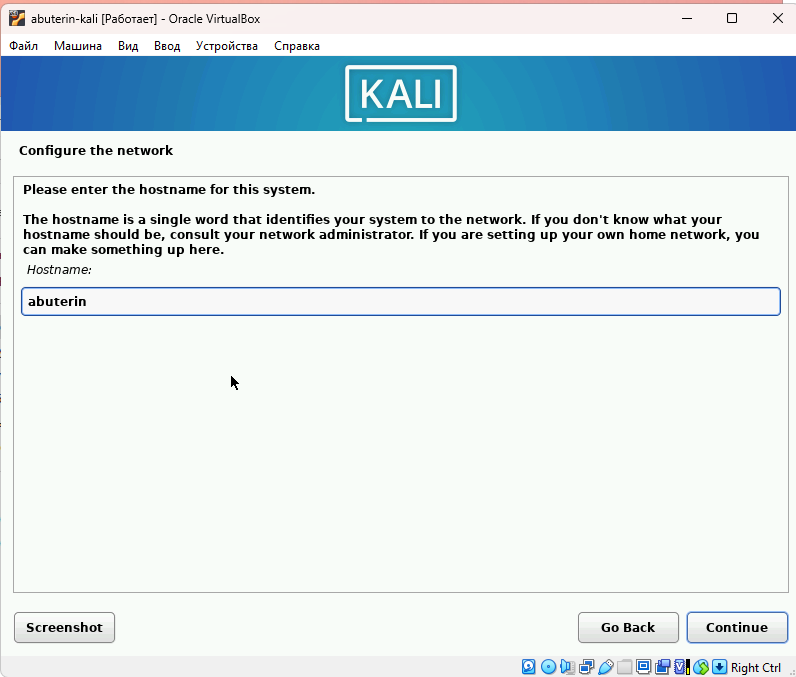 abuterin-kali [Работает] - Oracle VirtualBox
Файл Машина Вид Ввод Устройства Справка
KALI
Configure the network
Please enter the hostname for this system.
The hostname is a single word that identifies your system to the network. If you don't know what your
hostname should be, consult your network administrator. If you are setting up your own home network, you
can make something up here.
Hostname:
abuterin
Screenshot Go Back Continue
Right Ctrl